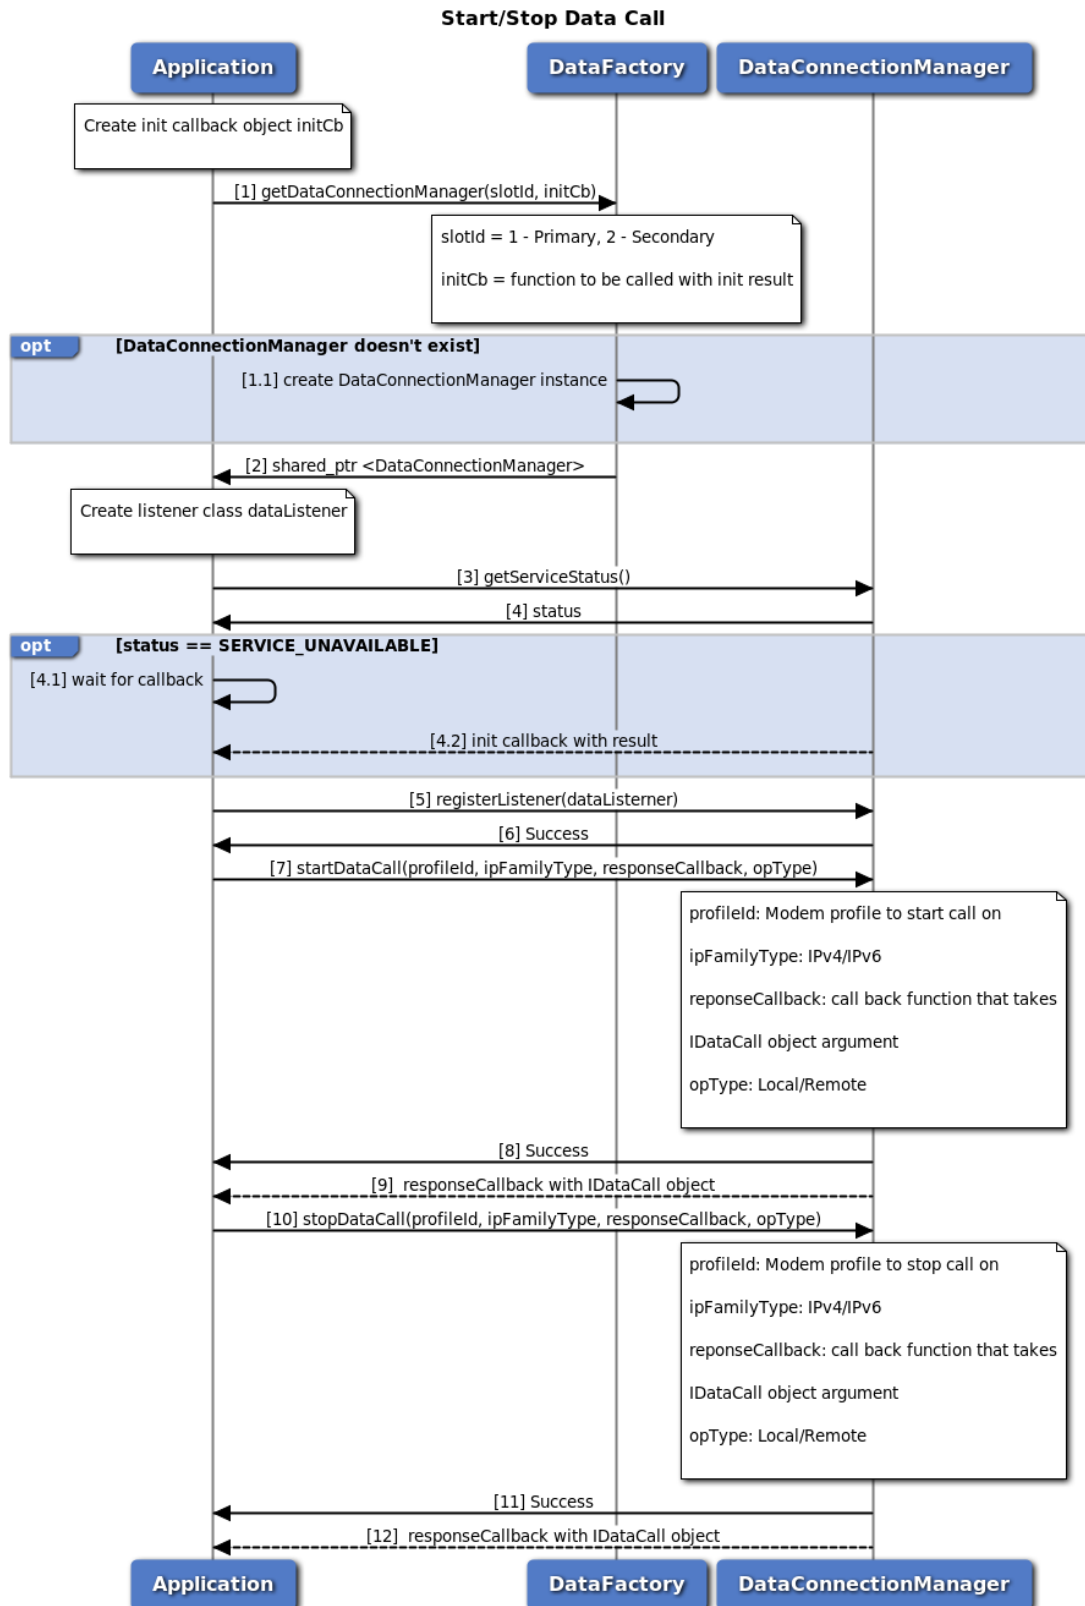 Start/Stop Data Call
Application
DataFactory
DataConnectionManager
Create init callback object initCb
[1] getDataConnectionManager(slotId, initCb)
slotId = 1 - Primary, 2 - Secondary
initCb = function to be called with init result
opt
[DataConnectionManager doesn't exist]
[1.1] create DataConnectionManager instance
[2] shared_ptr <DataConnectionManager>
Create listener class dataListener
[3] getServiceStatus()
[4] status
opt
[status == SERVICE_UNAVAILABLE]
[4.1] wait for callback
[4.2] init callback with result
[5] registerListener(dataListerner)
[6] Success
[7] startDataCall(profileId, ipFamilyType, responseCallback, opType)
profileId: Modem profile to start call on
ipFamilyType: IPv4/IPv6
reponseCallback: call back function that takes
IDataCall object argument
opType: Local/Remote
[8] Success
[9] responseCallback with IDataCall object
[10] stopDataCall(profileId, ipFamilyType, responseCallback, opType)
profileId: Modem profile to stop call on
ipFamilyType: IPv4/IPv6
reponseCallback: call back function that takes
IDataCall object argument
opType: Local/Remote
[11] Success
[12] responseCallback with IDataCall object
Application
DataFactory
DataConnectionManager